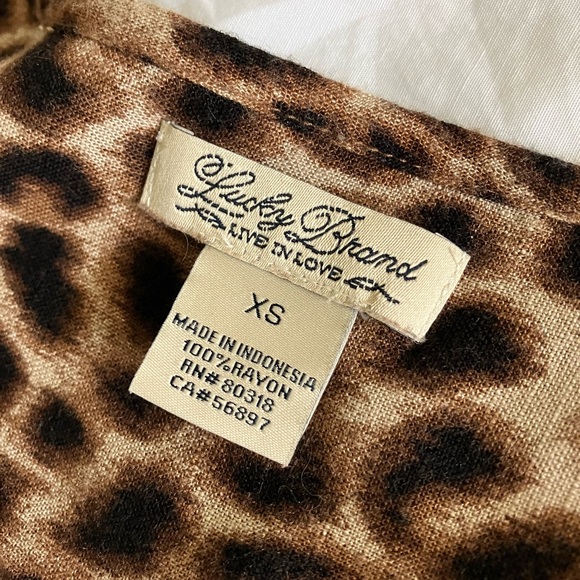 Lucky Brand
LIVE IN LOVE
XS
MADE IN INDONESIA
100% RAYON
RN# 80318
CA# 56897